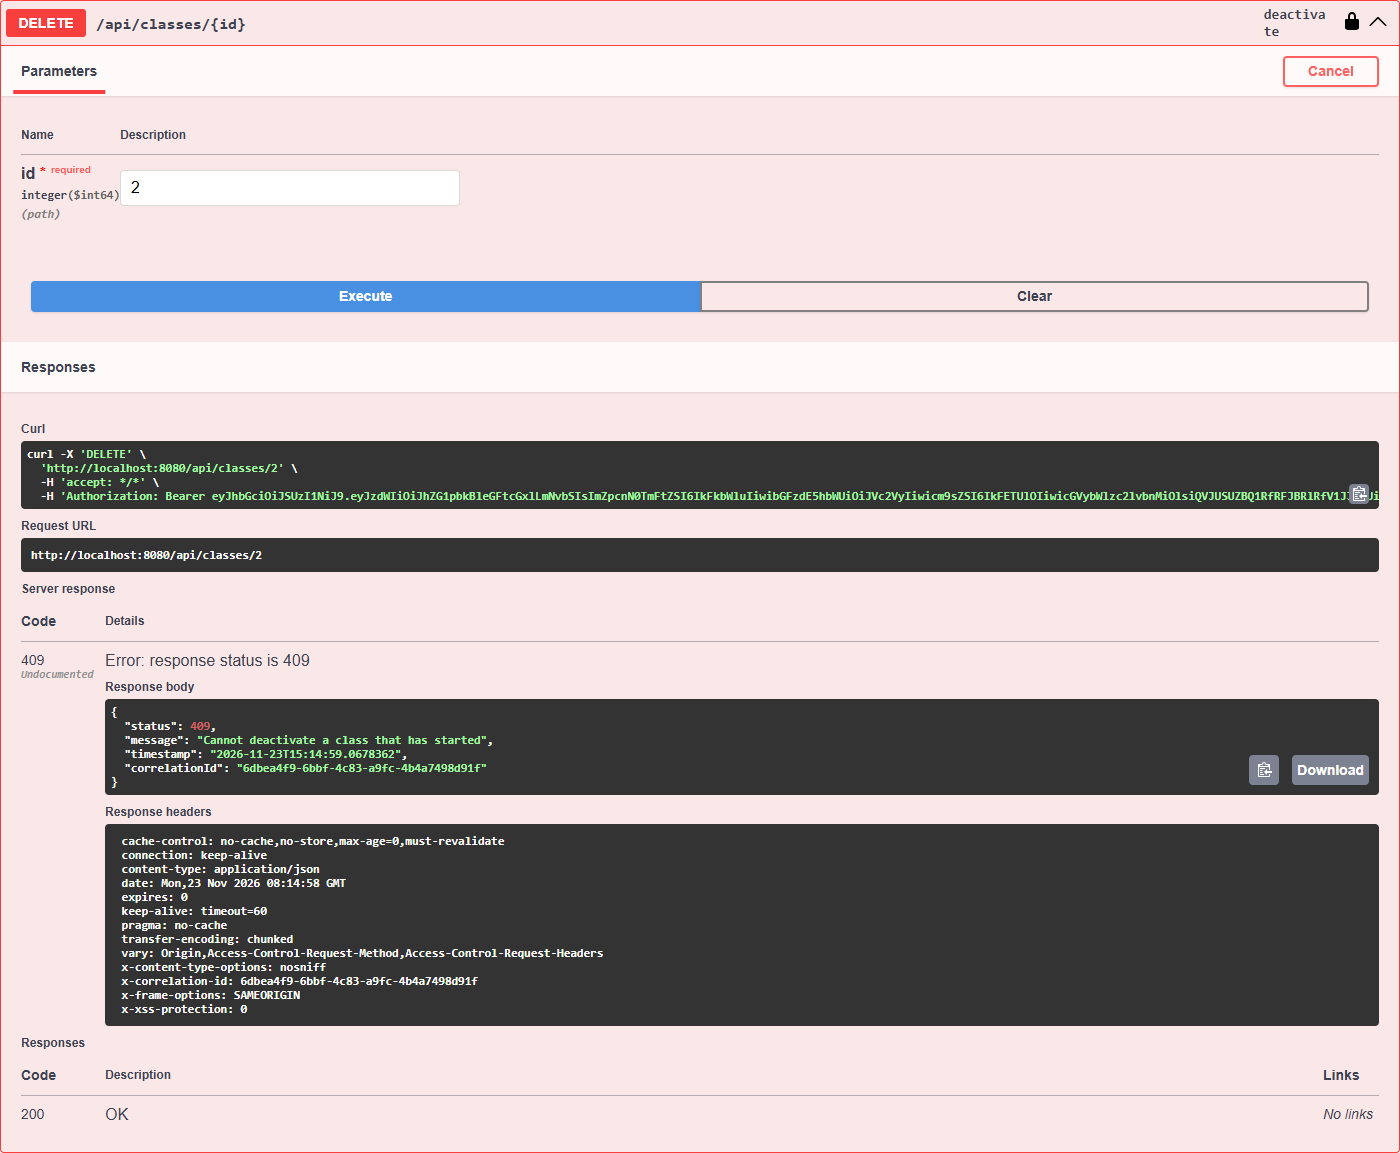 DELETE /api/classes/{id} deactiva
te
Parameters Cancel
Name Description
id * required
integer($int64)
(path)
2
Execute Clear
Responses
Curl
curl -X 'DELETE' \
'http://localhost:8080/api/classes/2' \
-H 'accept: */*' \
-H 'Authorization: Bearer
Request URL
http://localhost:8080/api/classes/2
Server response
Code Details
409
Undocumented
Error: response status is 409
Response body
{
"status": 409,
"message": "Cannot deactivate a class that has started",
"timestamp": "2026-11-23T15:14:59.0678362",
"correlationId": "6dbea4f9-6bbf-4c83-a9fc-4b4a7498d91f"
}
Download
Response headers
cache-control: no-cache,no-store,max-age=0,must-revalidate
connection: keep-alive
content-type: application/json
date: Mon,23 Nov 2026 08:14:58 GMT
expires: 0
keep-alive: timeout=60
pragma: no-cache
transfer-encoding: chunked
vary: Origin,Access-Control-Request-Method,Access-Control-Request-Headers
x-content-type-options: nosniff
x-correlation-id: 6dbea4f9-6bbf-4c83-a9fc-4b4a7498d91f
x-frame-options: SAMEORIGIN
x-xss-protection: 0
Responses
Code Description Links
200 OK No links